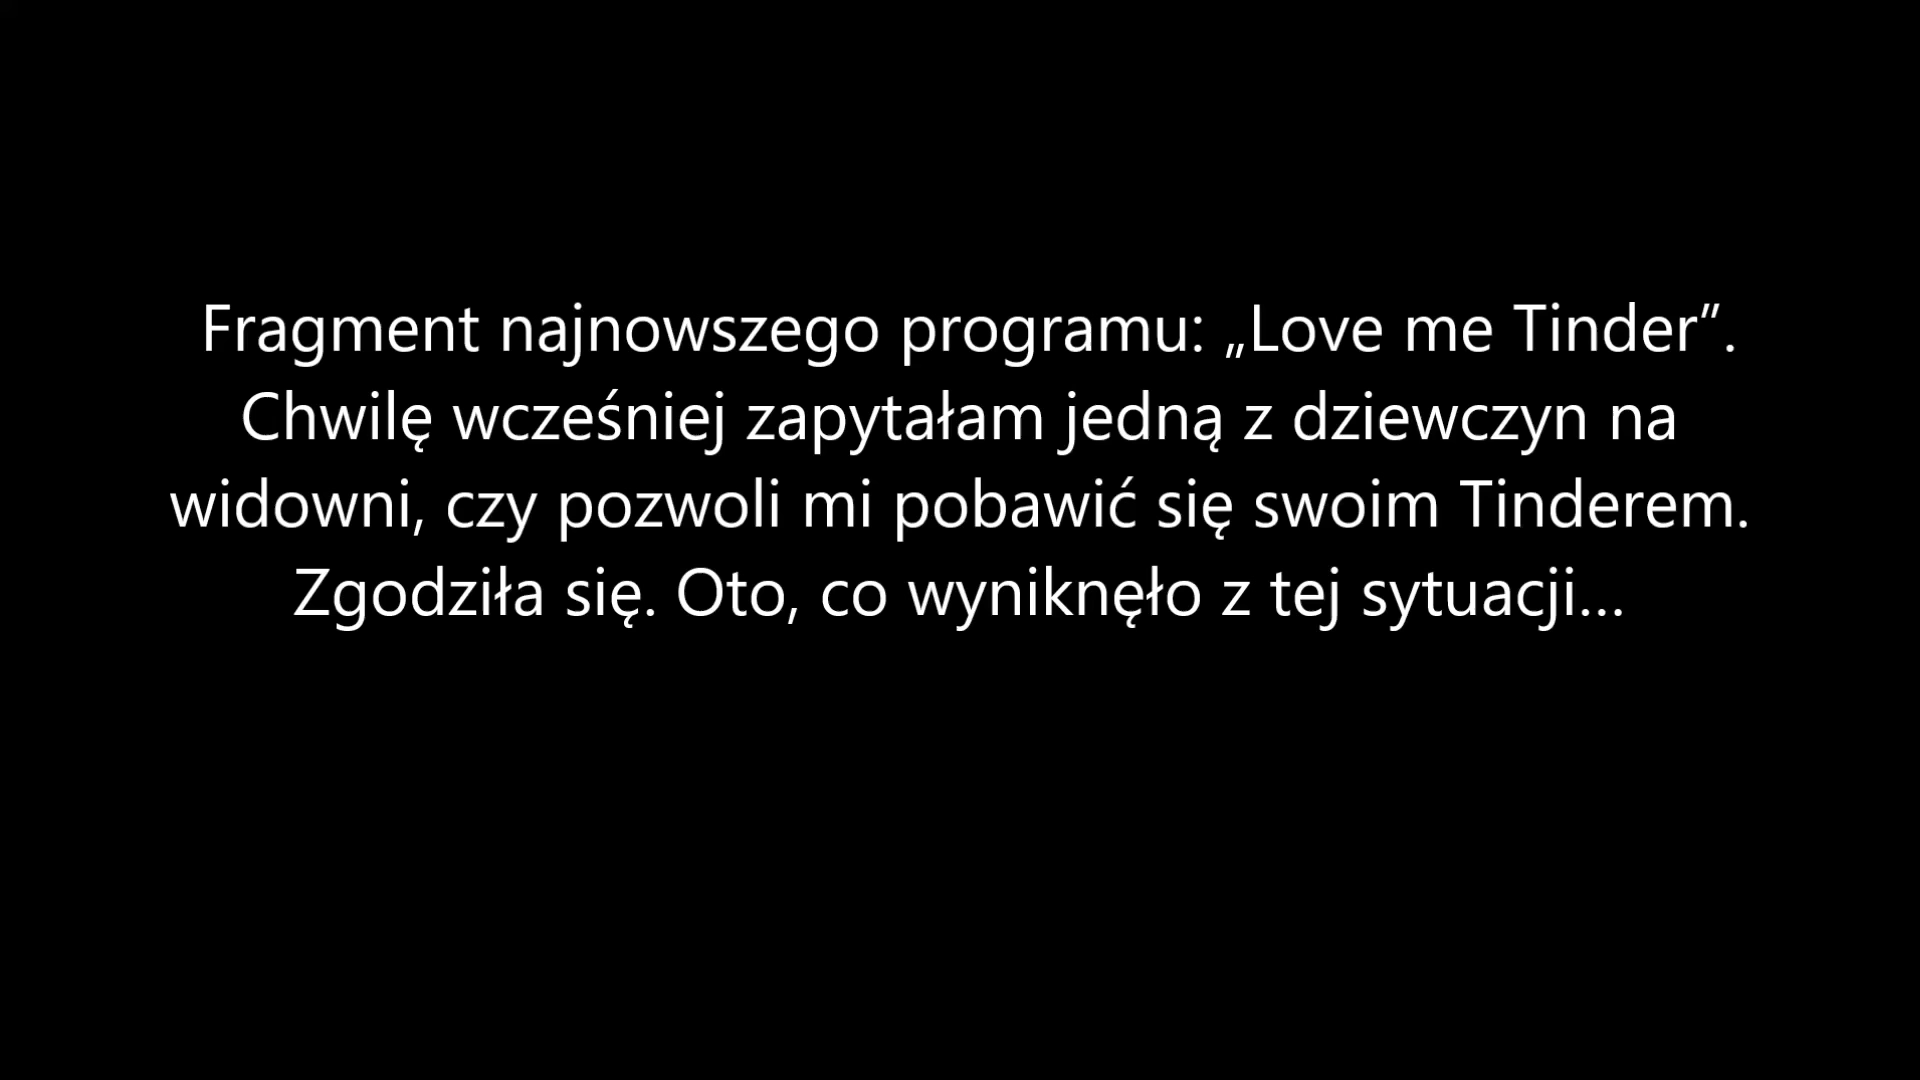 Fragment najnowszego programu: „Love me Tinder”.
Chwilę wcześniej zapytałam jedną z dziewczyn na
widowni, czy pozwoli mi pobawić się swoim Tinderem.
Zgodziła się. Oto, co wyniknęło z tej sytuacji...